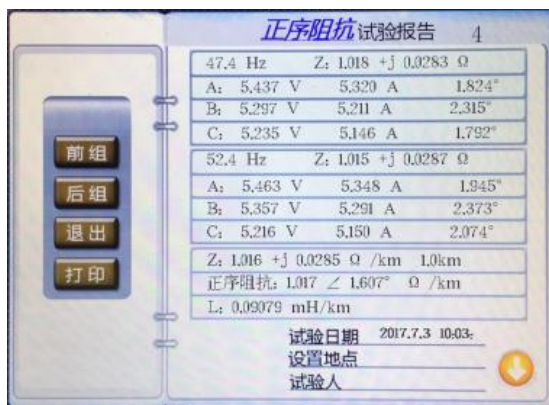 正序阻抗试验报告 4
47.4 Hz Z: 1.018 +j 0.0283 Ω
A: 5.437 V 5.320 A 1.824°
B: 5.297 V 5.211 A 2.315°
C: 5.235 V 5.146 A 1.792°
52.4 Hz Z: 1.015 +j 0.0287 Ω
A: 5.463 V 5.348 A 1.945°
B: 5.357 V 5.291 A 2.373°
C: 5.216 V 5.150 A 2.074°
Z: 1.016 +j 0.0285 Ω /km 1.0km
正序阻抗: 1.017 ∠ 1.607° Ω /km
L: 0.09079 mH/km
试验日期 2017.7.3 10:03:
设置地点
试验人
前组
后组
退出
打印